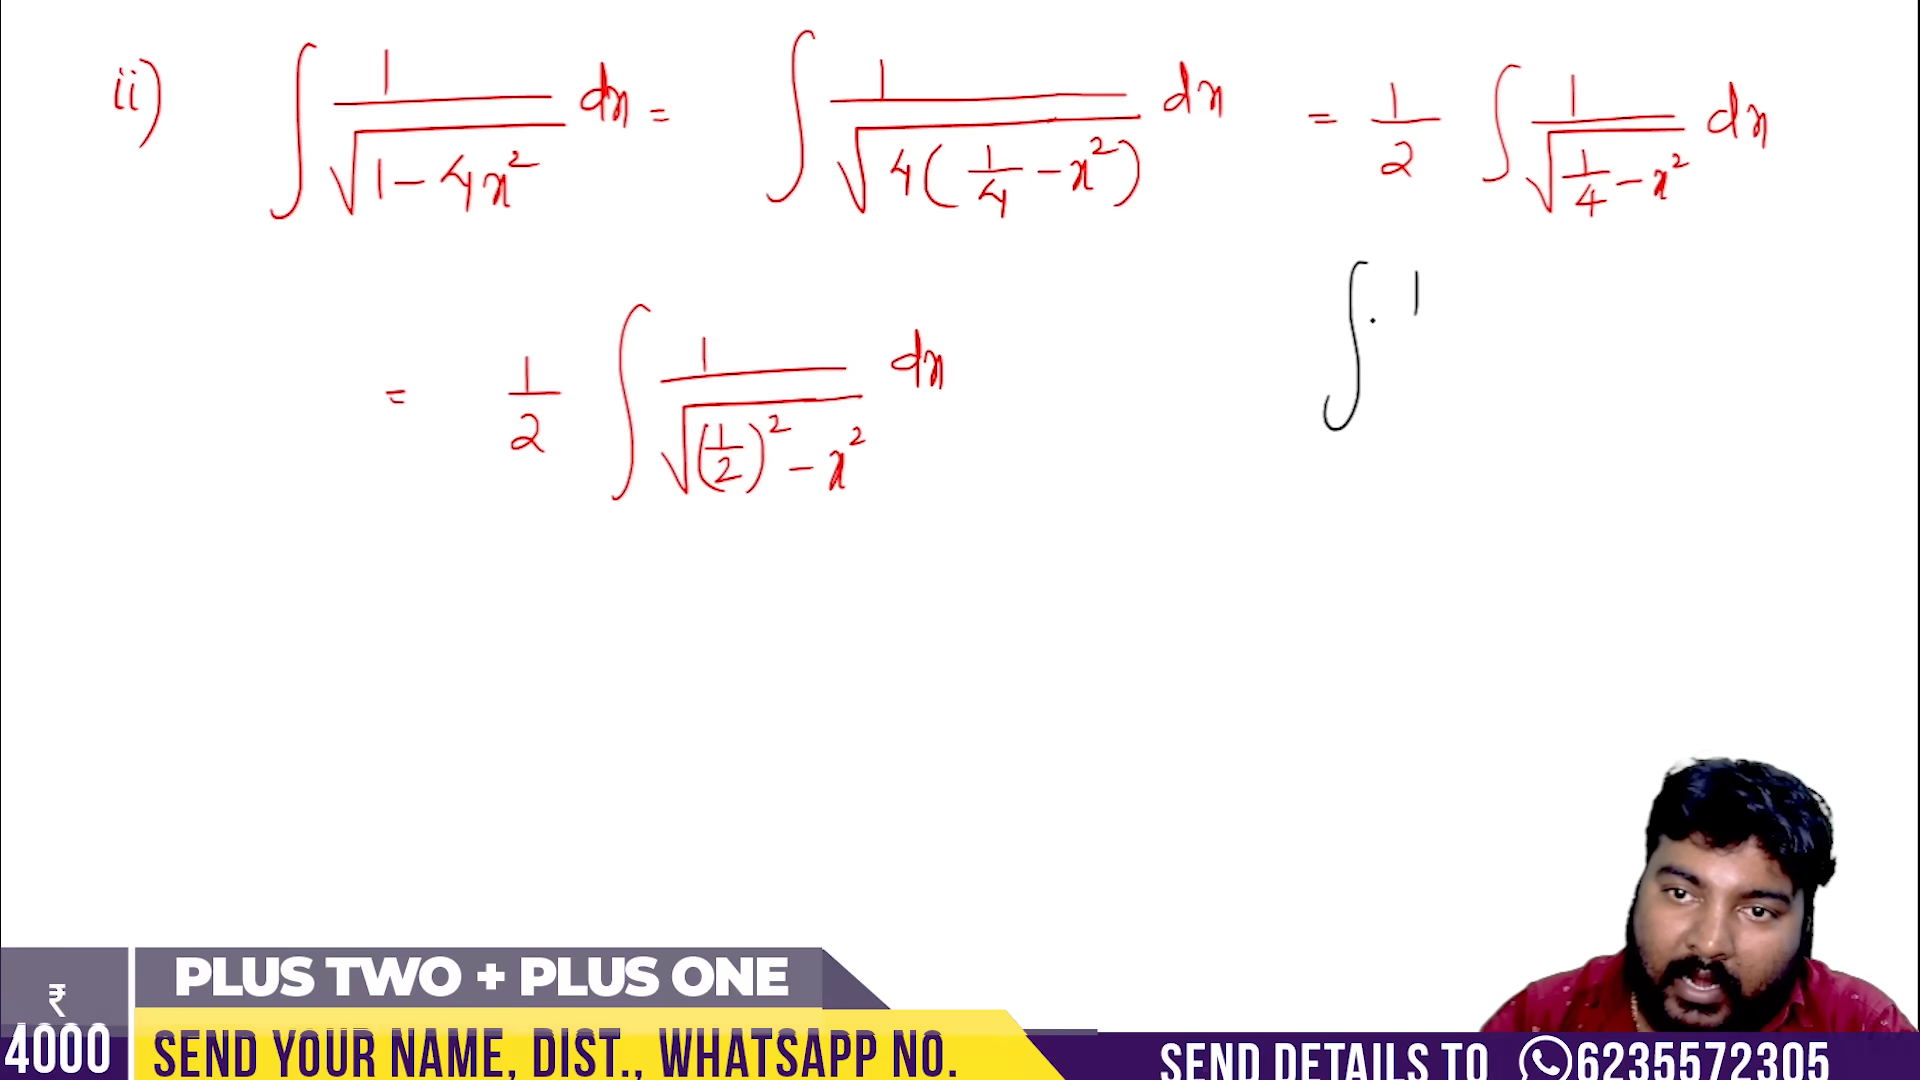 ii) ∫ 1/√(1 - 4x²) dx = ∫ 1/√(4(1/4 - x²)) dx = 1/2 ∫ 1/√(1/4 - x²) dx
= 1/2 ∫ 1/√((1/2)² - x²) dx
∫ 1
PLUS TWO + PLUS ONE
₹
4000
SEND YOUR NAME, DIST., WHATSAPP NO.
SEND DETAILS TO 6235572305